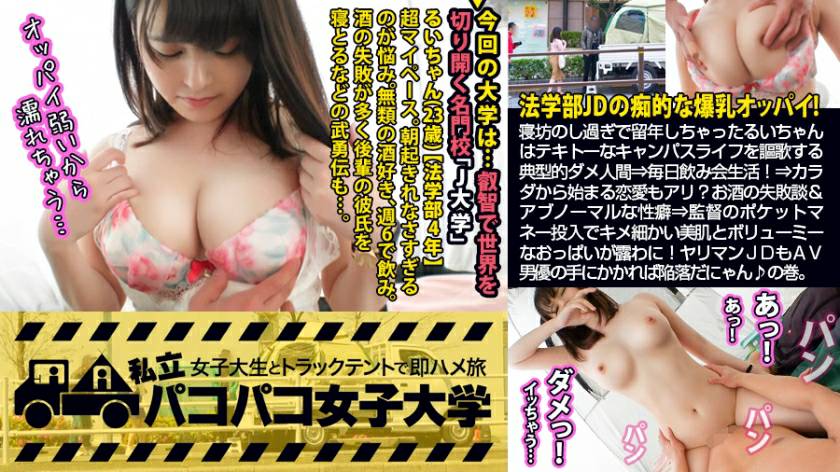 今回の大学は…叡智で世界を
切り開く名門校「J大学」
るいちゃん(23歳)【法学部4年】
超マイペース。朝起きれなさすぎる
のが悩み。無類の酒好き、週6で飲み。
酒の失敗が多く、後輩の彼氏を
寝とるなどの武勇伝も…。
オッパイ弱いから
濡れちゃう…
法学部JDの痴的な爆乳オッパイ!
寝坊のし過ぎで留年しちゃったるいちゃん
はテキトーなキャンパスライフを謳歌する
典型的ダメ人間⇒毎日飲み会生活!⇒カラ
ダから始まる恋愛もアリ?お酒の失敗談&
アブノーマルな性癖⇒監督のポケットマ
ネー投入でキメ細かい美肌とボリューミー
なおっぱいが露わに!ヤリマンJDもAV
男優の手にかかれば陥落だにゃん♪の巻。
女子大生とトラックテントで即ハメ旅
私立
パコパコ女子大学
あっ!
あっ!
ダメっ!
イッちゃう…
パン
パン
パン